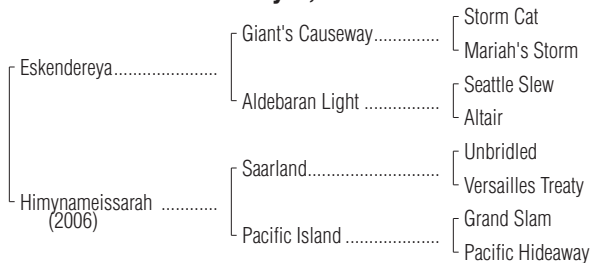 Storm Cat
Giant's Causeway..............
Mariah's Storm
Eskendereya......................
Seattle Slew
Aldebaran Light ................
Altair
Unbridled
Saarland............................
Versailles Treaty
Himynameissarah ............
(2006)
Grand Slam
Pacific Island ....................
Pacific Hideaway